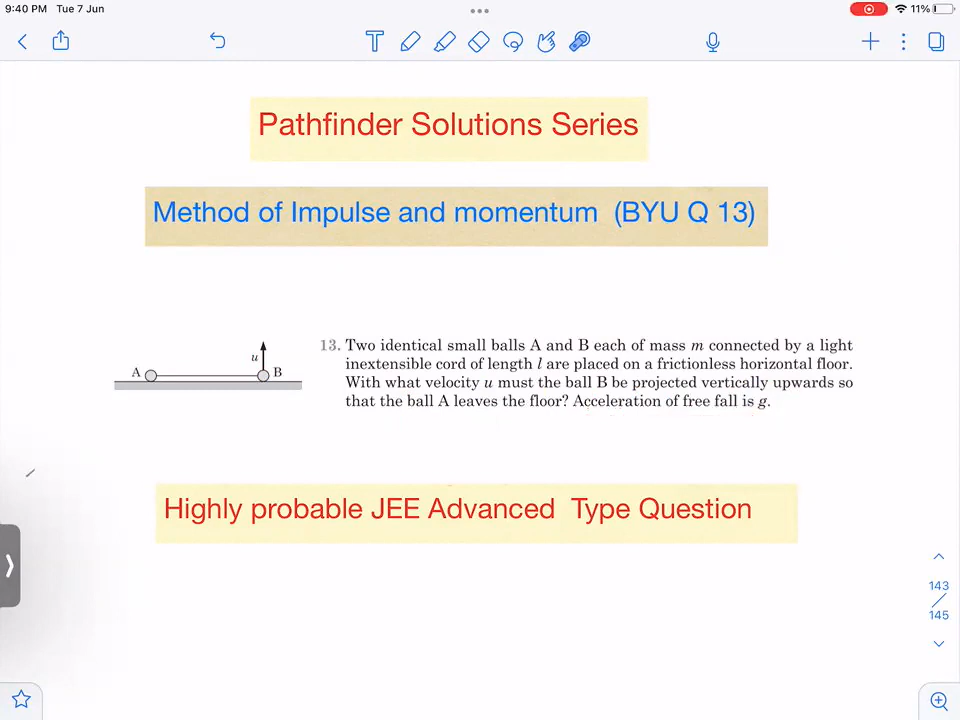 9:40 PM Tue 7 Jun
11%
T
Pathfinder Solutions Series
Method of Impulse and momentum (BYU Q 13)
A
u
B
13. Two identical small balls A and B each of mass m connected by a light
inextensible cord of length l are placed on a frictionless horizontal floor.
With what velocity u must the ball B be projected vertically upwards so
that the ball A leaves the floor? Acceleration of free fall is g.
Highly probable JEE Advanced Type Question
143
145